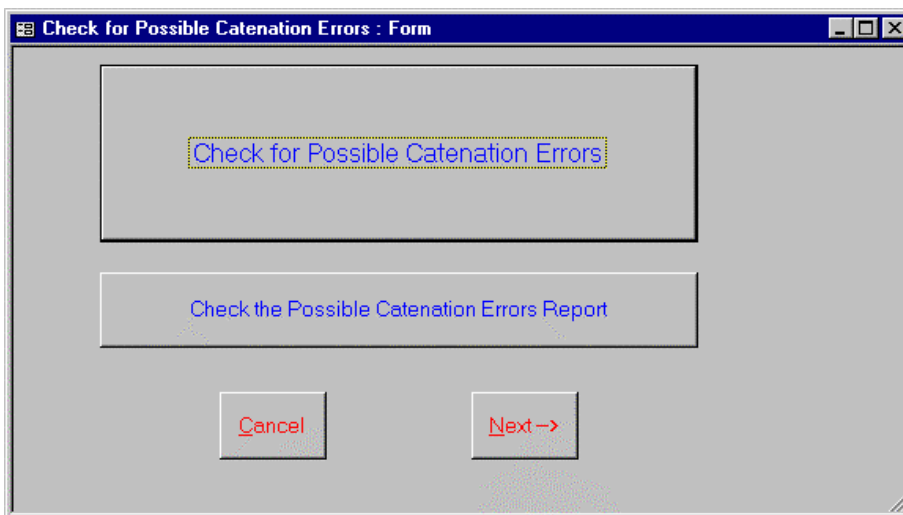 Check for Possible Catenation Errors : Form
Check for Possible Catenation Errors
Check the Possible Catenation Errors Report
Cancel
Next-->